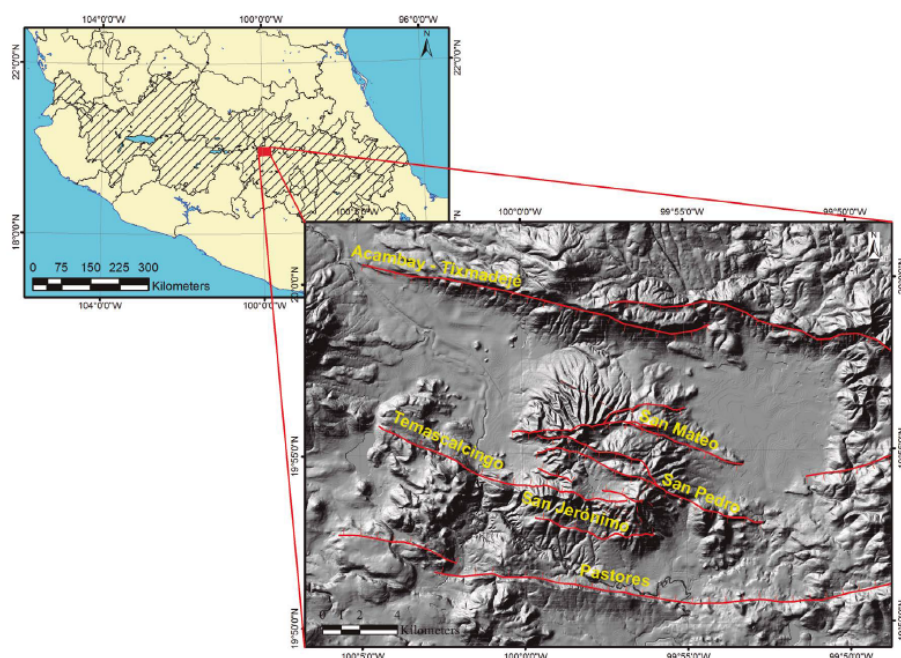 104°0'0"W 100°0'0"W 96°0'0"W
N
22°0'0"N
22°0'0"N
18°0'0"N
0 75 150 225 300
Kilometers
104°0'0"W 100°0'0"W
100°0'0"W 99°55'0"W 99°50'0"W
Acambay - Tixmadejé
San Mateo
Temascalcingo
San Pedro
San Jerónimo
Pastores
19°55'0"N
19°50'0"N
0 1 2 4
Kilometers
100°5'0"W 100°0'0"W 99°55'0"W 99°50'0"W